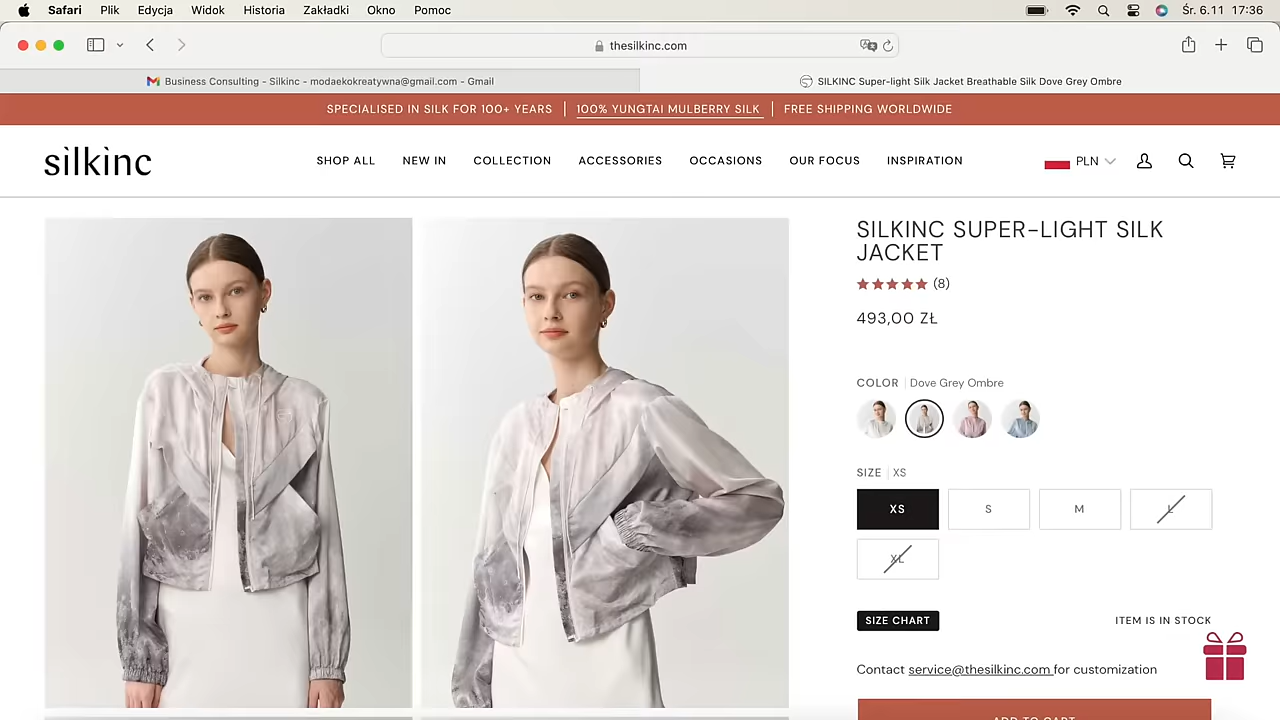 Safari Plik Edycja Widok Historia Zakładki Okno Pomoc Śr. 6.11 17:36
thesilkinc.com
Business Consulting - Silkinc - modaekokreatywna@gmail.com - Gmail
SILKINC Super-light Silk Jacket Breathable Silk Dove Grey Ombre
SPECIALISED IN SILK FOR 100+ YEARS | 100% YUNGTAI MULBERRY SILK | FREE SHIPPING WORLDWIDE
sìlkìnc SHOP ALL NEW IN COLLECTION ACCESSORIES OCCASIONS OUR FOCUS INSPIRATION PLN
SILKINC SUPER-LIGHT SILK
JACKET
(8)
493,00 ZŁ
COLOR | Dove Grey Ombre
SIZE | XS
XS S M L
XL
SIZE CHART ITEM IS IN STOCK
Contact service@thesilkinc.com for customization
ADD TO CART